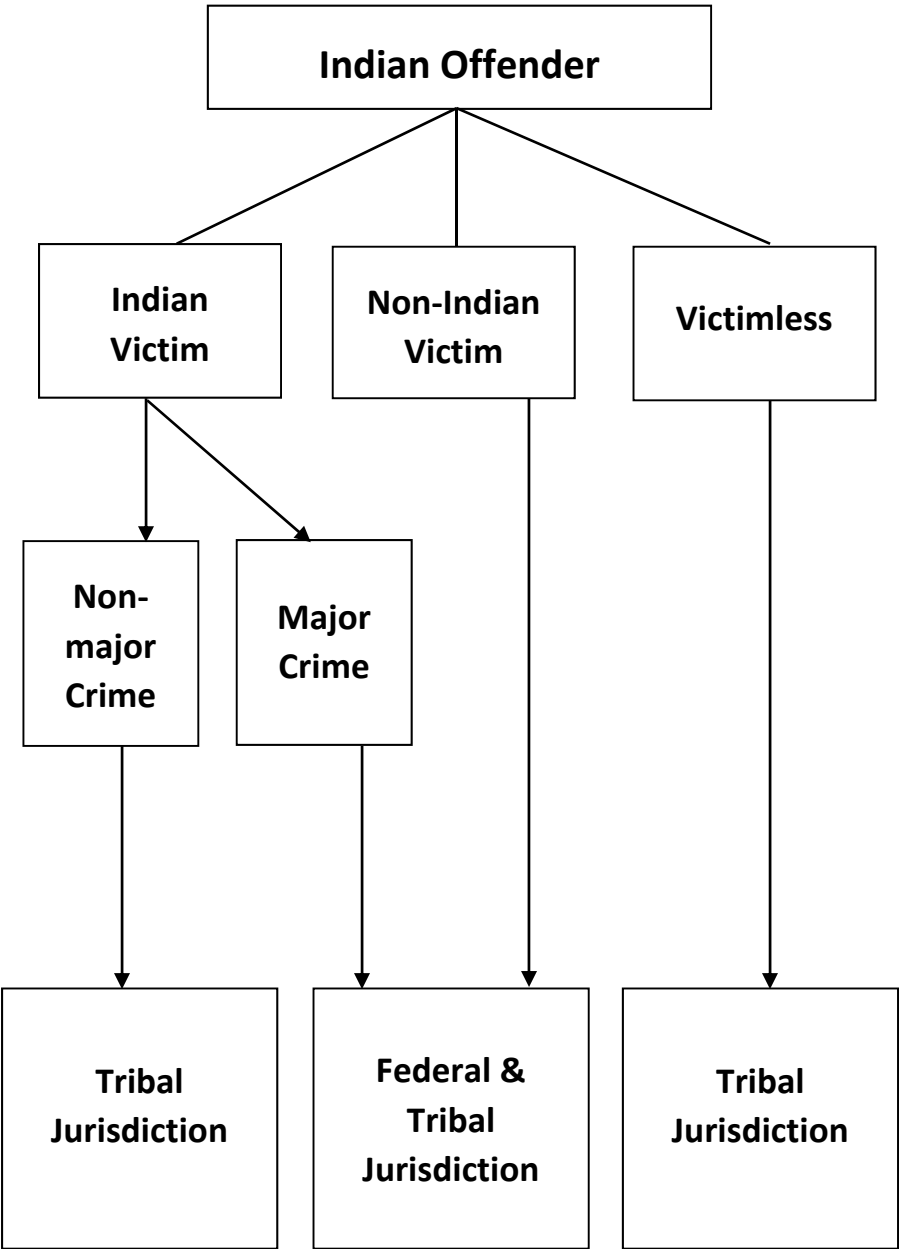 Indian Offender
Indian
Victim
Non-Indian
Victim
Victimless
Non-
major
Crime
Major
Crime
Tribal
Jurisdiction
Federal &
Tribal
Jurisdiction
Tribal
Jurisdiction